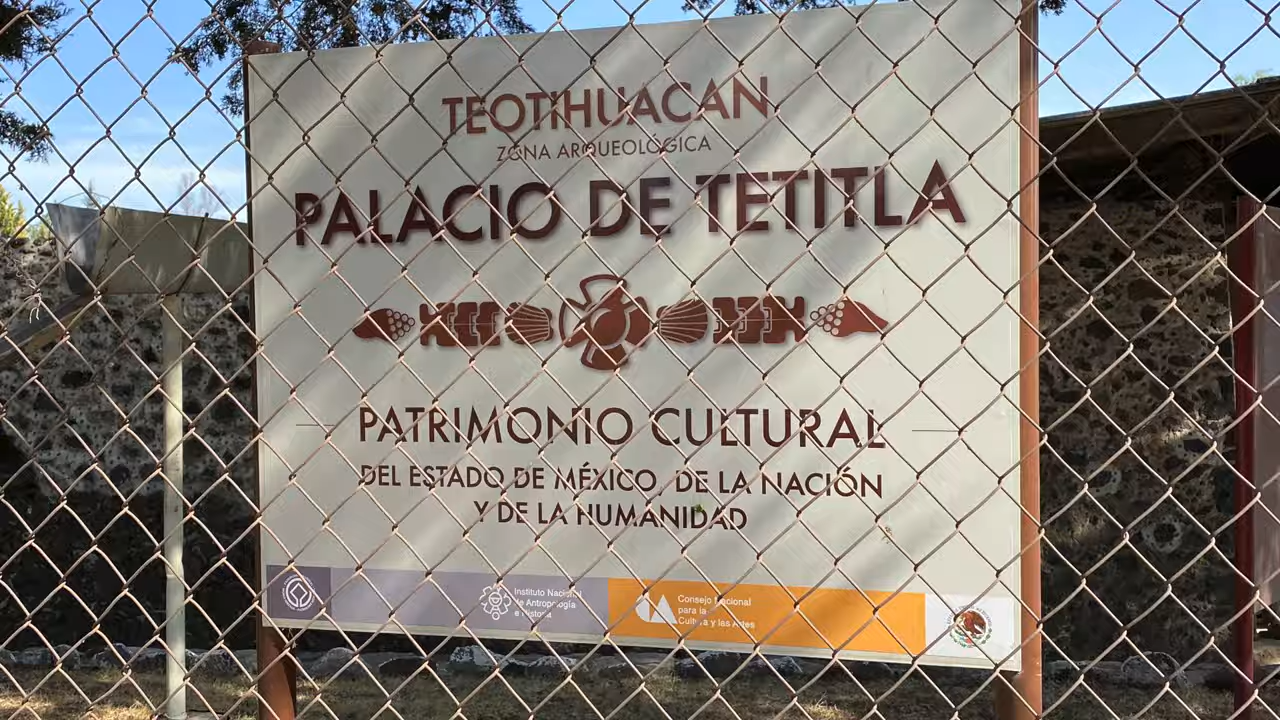 TEOTIHUACAN
ZONA ARQUEOLÓGICA
PALACIO DE TETITLA
PATRIMONIO CULTURAL
DEL ESTADO DE MÉXICO, DE LA NACIÓN
Y DE LA HUMANIDAD
Instituto Nacional
de Antropología
e Historia
Consejo Nacional
para la
Cultura y las Artes